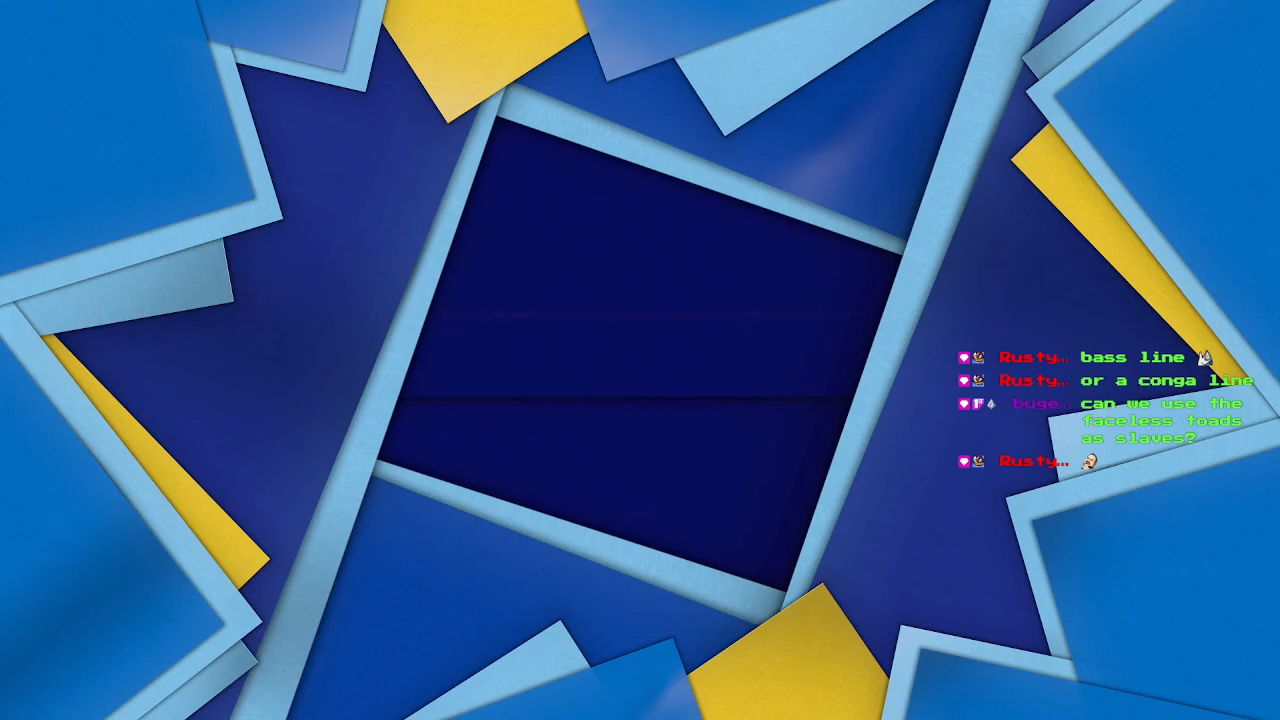 Rusty... bass line
Rusty... or a conga line
buge... can we use the
faceless toads
as slaves?
Rusty...